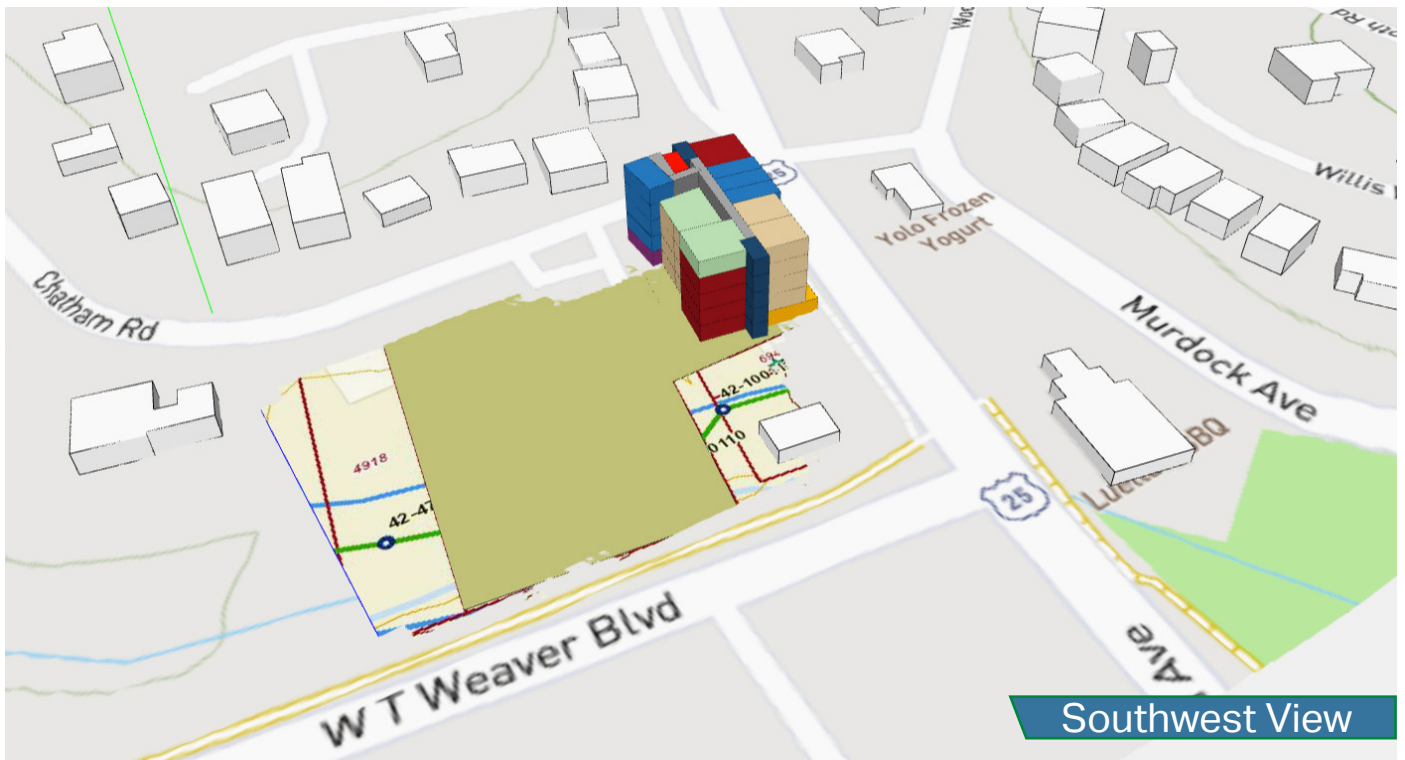 25
Yolo Frozen
Yogurt
Willis
Chatham Rd
Murdock Ave
694
42-100
0110
4918
42-47
BQ
25
W T Weaver Blvd
Ave
Southwest View